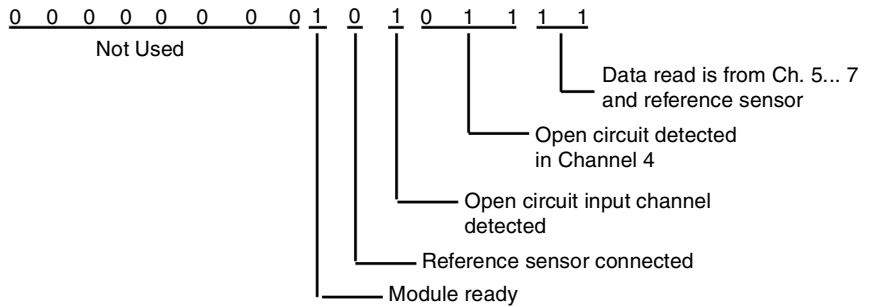 0 0 0 0 0 0 0 0 1 0 1 0 1 1 1 1
Not Used
Data read is from Ch. 5... 7
and reference sensor
Open circuit detected
in Channel 4
Open circuit input channel
detected
Reference sensor connected
Module ready